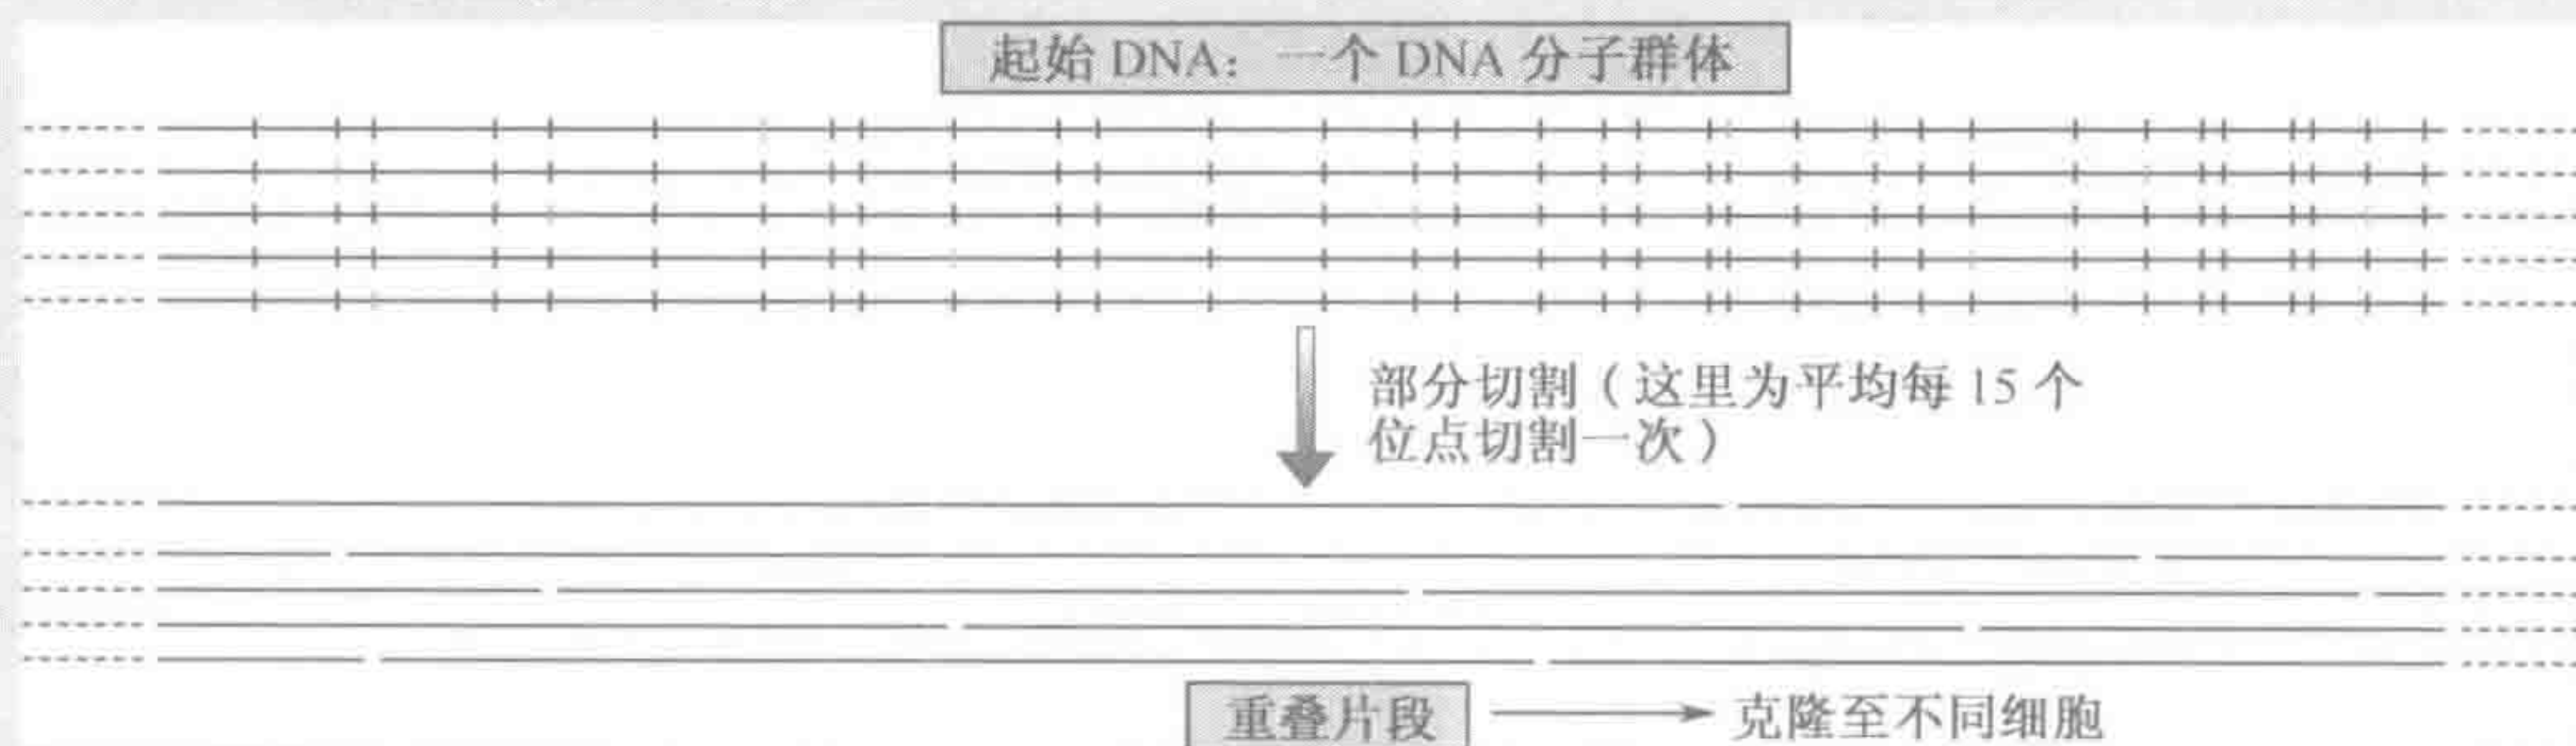 起始 DNA：一个 DNA 分子群体
部分切割（这里为平均每 15 个
位点切割一次）
重叠片段
克隆至不同细胞